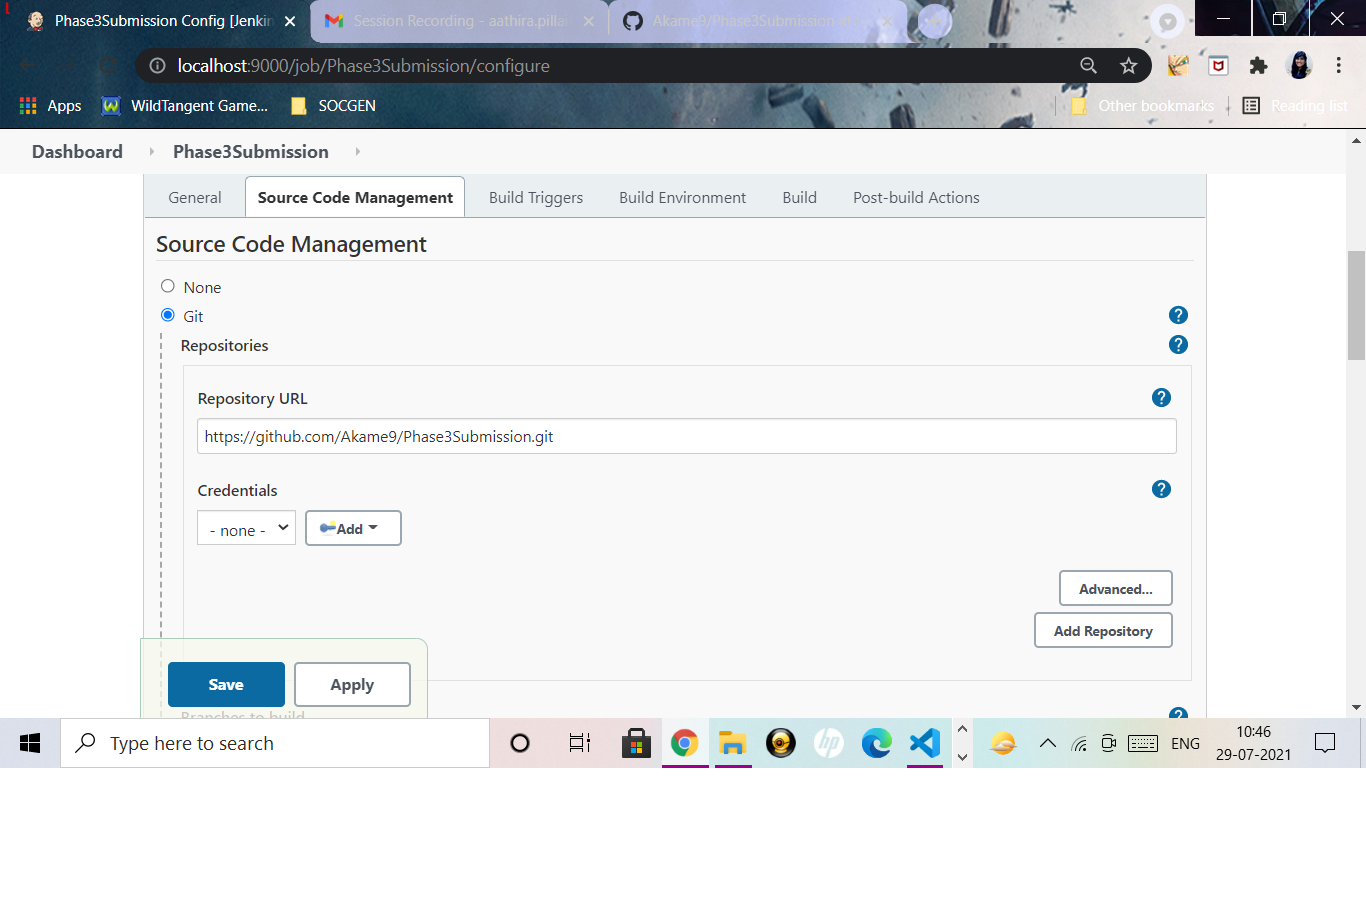 Phase3Submission Config [Jenkin
Session Recording - aathira.pillai
Akame9/Phase3Submission
localhost:9000/job/Phase3Submission/configure
Apps
WildTangent Game...
SOCGEN
Other bookmarks
Reading list
Dashboard
Phase3Submission
General
Source Code Management
Build Triggers
Build Environment
Build
Post-build Actions
Source Code Management
None
Git
?
Repositories
?
Repository URL
?
https://github.com/Akame9/Phase3Submission.git
Credentials
?
- none -
Add
Advanced...
Add Repository
Save
Apply
Branches to build
?
Type here to search
hp
ENG
10:46
29-07-2021